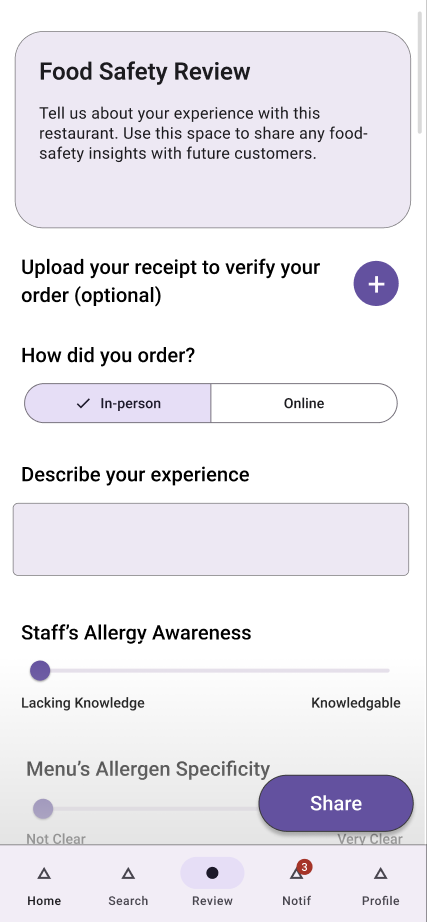 Food Safety Review
Tell us about your experience with this
restaurant. Use this space to share any food-
safety insights with future customers.
Upload your receipt to verify your
order (optional)
How did you order?
In-person
Online
Describe your experience
Staff's Allergy Awareness
Lacking Knowledge
Knowledgable
Menu's Allergen Specificity
Share
Not Clear
Very Clear
3
Home
Search
Review
Notif
Profile